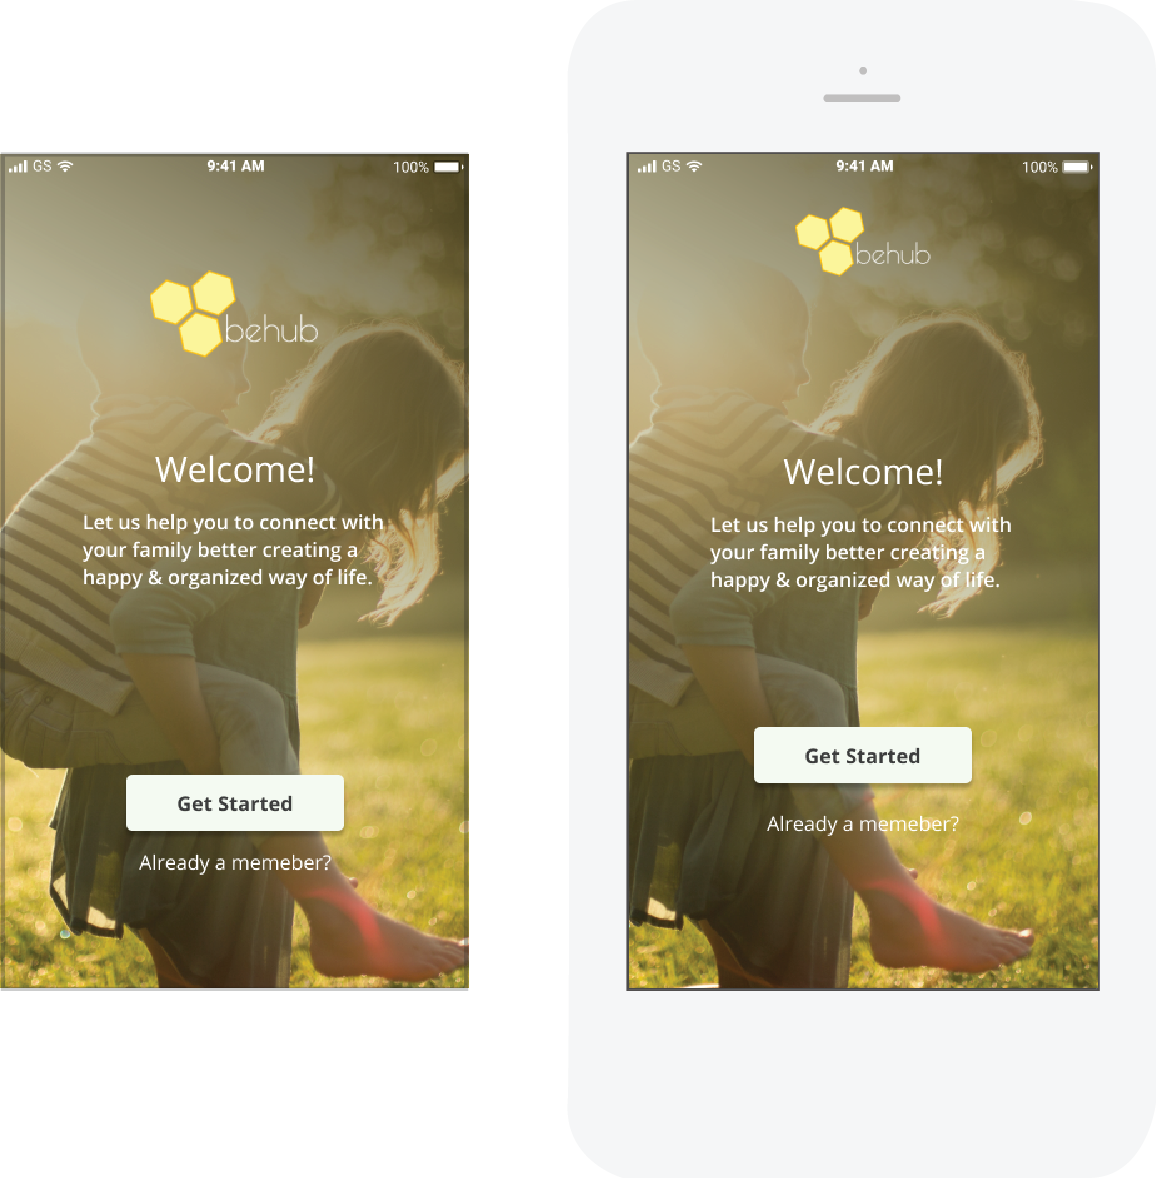 GS 9:41 AM 100%
behub
Welcome!
Let us help you to connect with
your family better creating a
happy & organized way of life.
Get Started
Already a memeber?
GS 9:41 AM 100%
behub
Welcome!
Let us help you to connect with
your family better creating a
happy & organized way of life.
Get Started
Already a memeber?